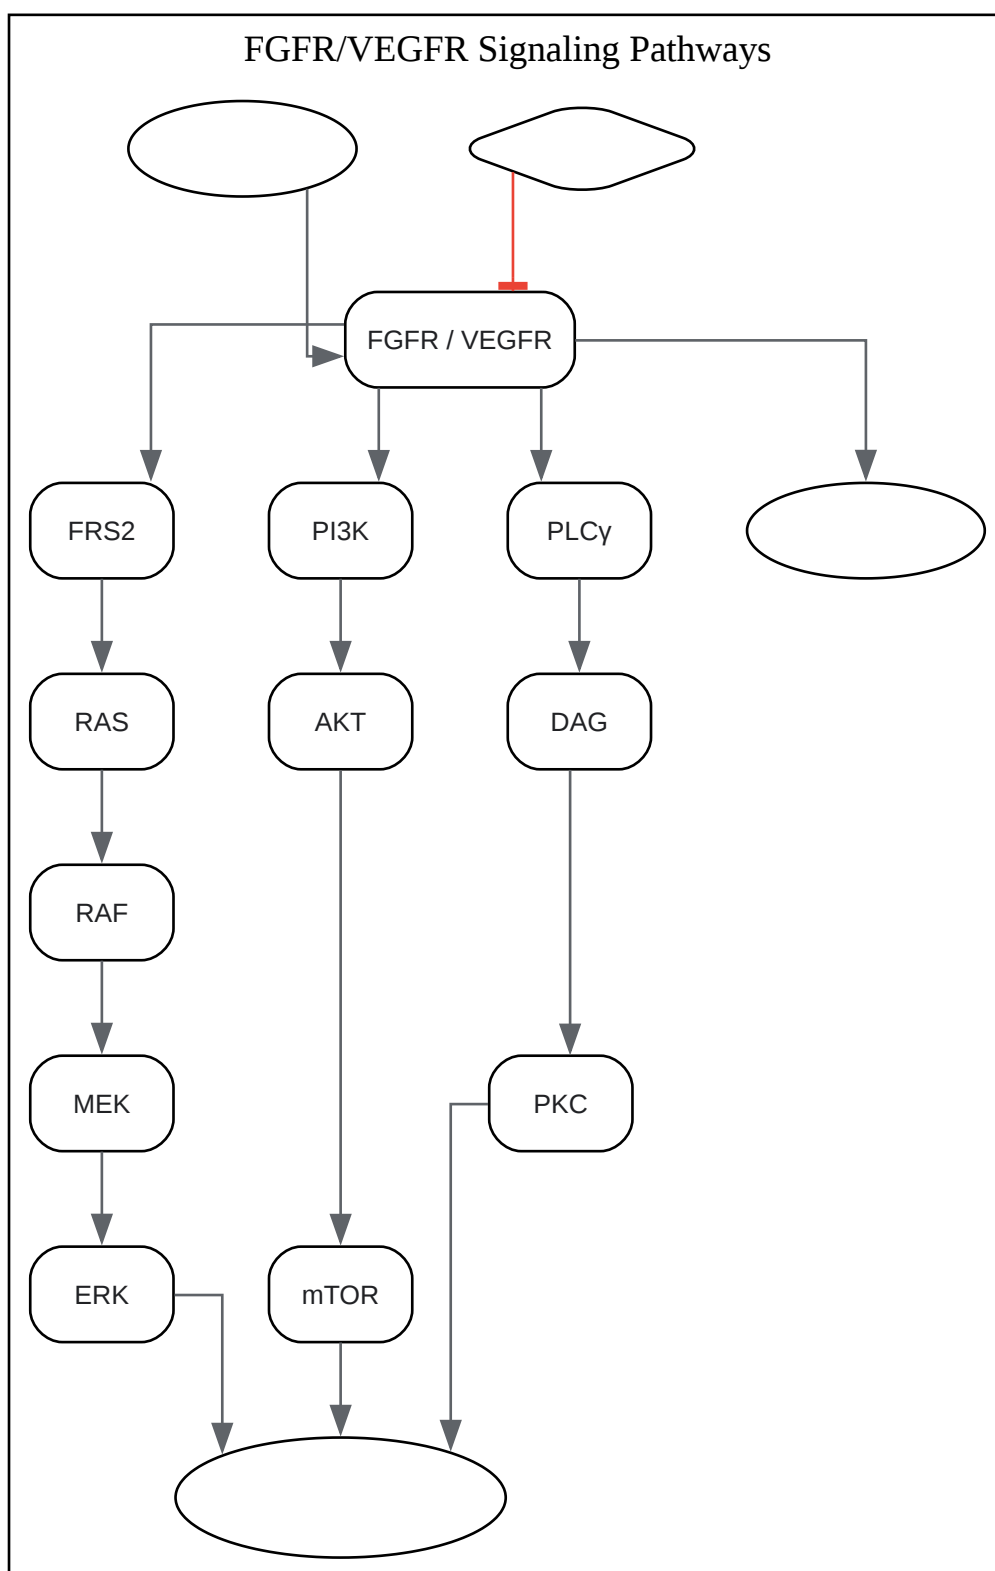 FGFR/VEGFR Signaling Pathways
FGFR / VEGFR
FRS2
PI3K
PLCγ
RAS
AKT
DAG
RAF
MEK
PKC
ERK
mTOR